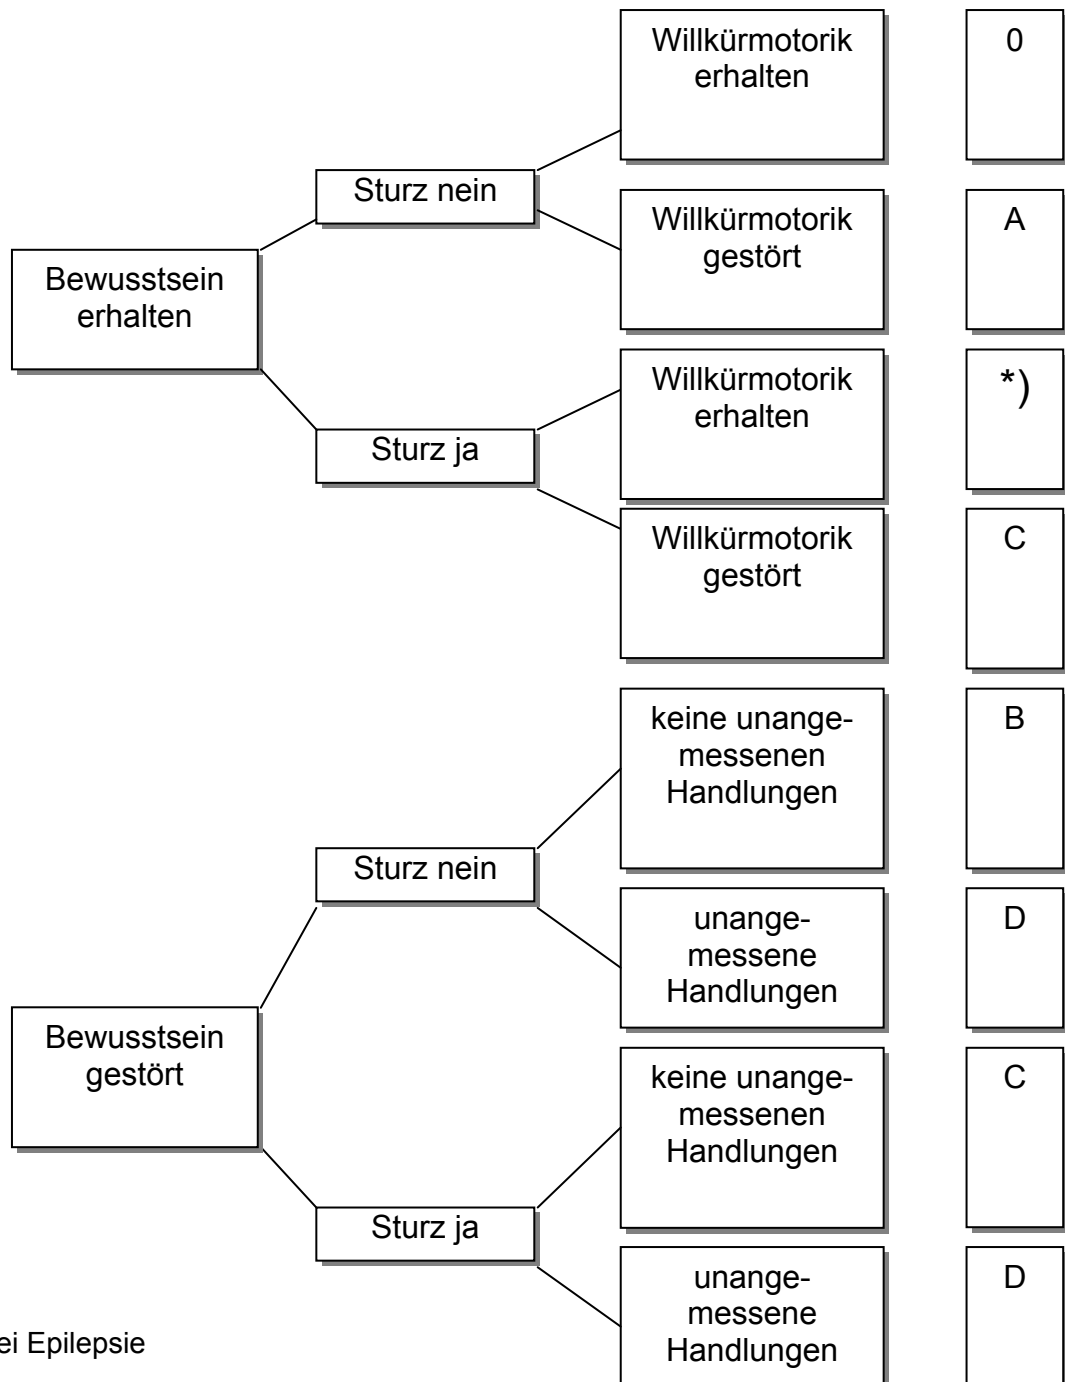 Willkürmotorik
erhalten
0
Sturz nein
Willkürmotorik
gestört
A
Bewusstsein
erhalten
Willkürmotorik
erhalten
*)
Sturz ja
Willkürmotorik
gestört
C
keine unange-
messenen
Handlungen
B
Sturz nein
unange-
messene
Handlungen
D
Bewusstsein
gestört
keine unange-
messenen
Handlungen
C
Sturz ja
unange-
messene
Handlungen
D
ei Epilepsie